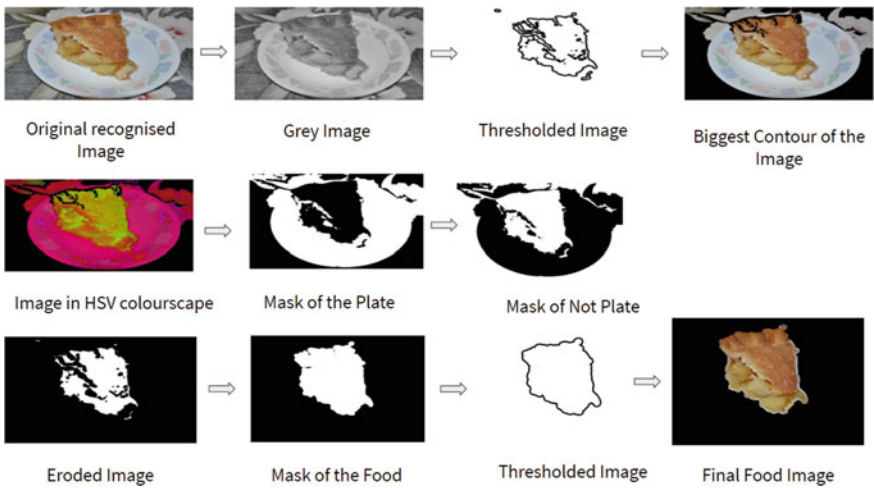 Original recognised
Image
Grey Image
Thresholded Image
Biggest Contour of the
Image
Image in HSV colourscape
Mask of the Plate
Mask of Not Plate
Eroded Image
Mask of the Food
Thresholded Image
Final Food Image